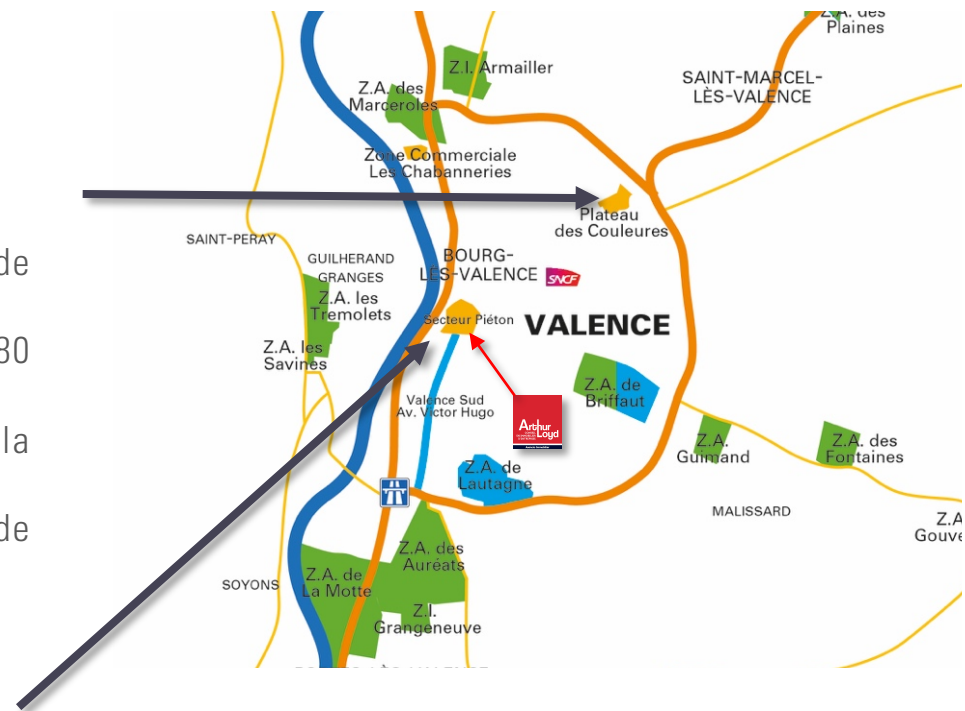 Z.A. des
Plaines
Z.I. Armailler
SAINT-MARCEL-
LÈS-VALENCE
Z.A. des
Marceroles
Zone Commerciale
Les Chabanneries
Plateau
des Couleures
de
SAINT-PERAY
GUILHERAND
GRANGES
BOURG-
LES-VALENCE
SNCF
Z.A. les
Tremolets
Secteur Piéton
VALENCE
80
Z.A. les
Savines
Z.A. de
Briffaut
Valence Sud
Av. Victor Hugo
Arthur
Loyd
la
Z.A.
Guimand
Z.A. des
Fontaines
Z.A. de
Lautagne
MALISSARD
de
Z.A
Gouve
Z.A. des
Auréats
SOYONS
Z.A. de
La Motte
Z.I.
Grangeneuve